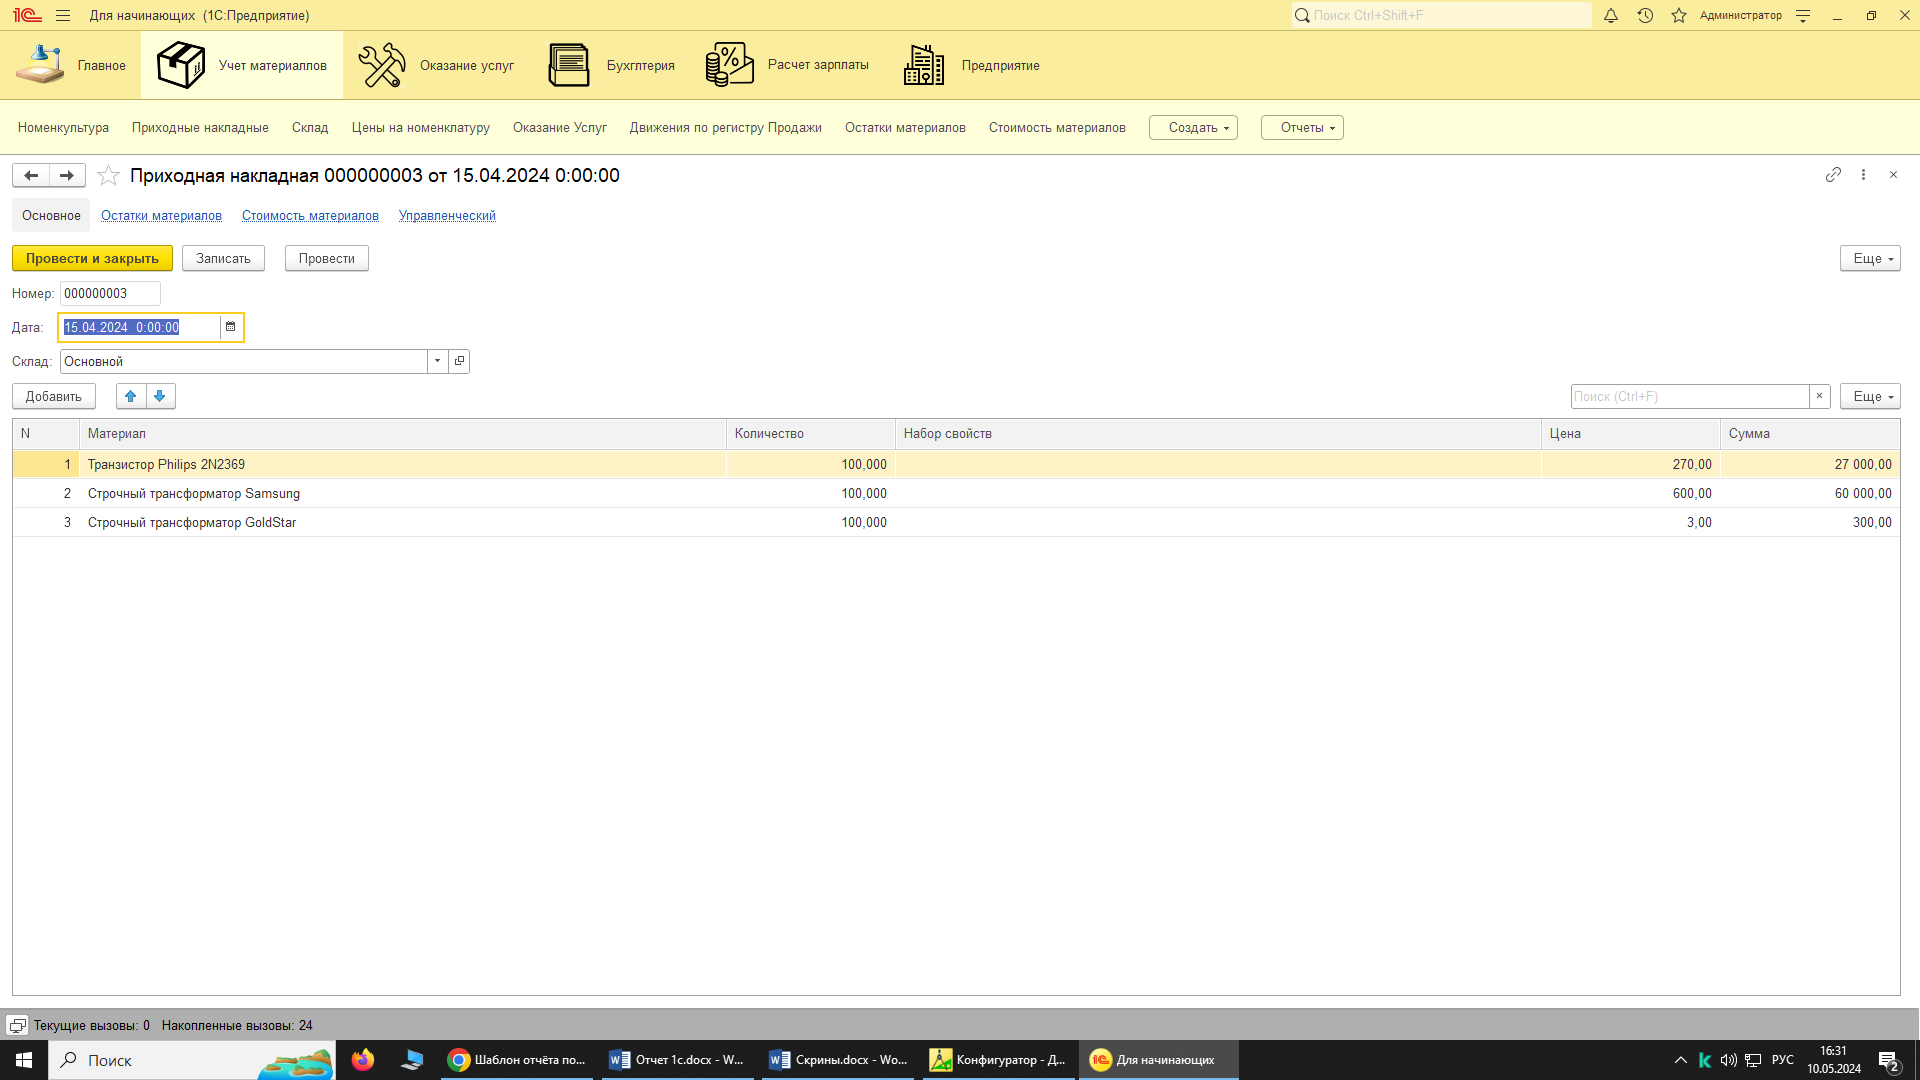 Для начинающих (1С:Предприятие)
Поиск Ctrl+Shift+F
Администратор
Главное
Учет материаллов
Оказание услуг
Бухглтерия
Расчет зарплаты
Предприятие
Номенкультура Приходные накладные Склад Цены на номенклатуру Оказание Услуг Движения по регистру Продажи Остатки материалов Стоимость материалов Создать Отчеты
Приходная накладная 000000003 от 15.04.2024 0:00:00
Основное Остатки материалов Стоимость материалов Управленческий
Провести и закрыть Записать Провести Еще
Номер: 000000003
Дата: 15.04.2024 0:00:00
Склад: Основной
Добавить Поиск (Ctrl+F) × Еще
N Материал Количество Набор свойств Цена Сумма
1 Транзистор Philips 2N2369 100,000 270,00 27 000,00
2 Строчный трансформатор Samsung 100,000 600,00 60 000,00
3 Строчный трансформатор GoldStar 100,000 3,00 300,00
Текущие вызовы: 0 Накопленные вызовы: 24
Поиск
Шаблон отчёта по...
Отчет 1с.docx - W...
Скрины.docx - Wo...
Конфигуратор - Д...
Для начинающих
РУС
16:31
10.05.2024
2